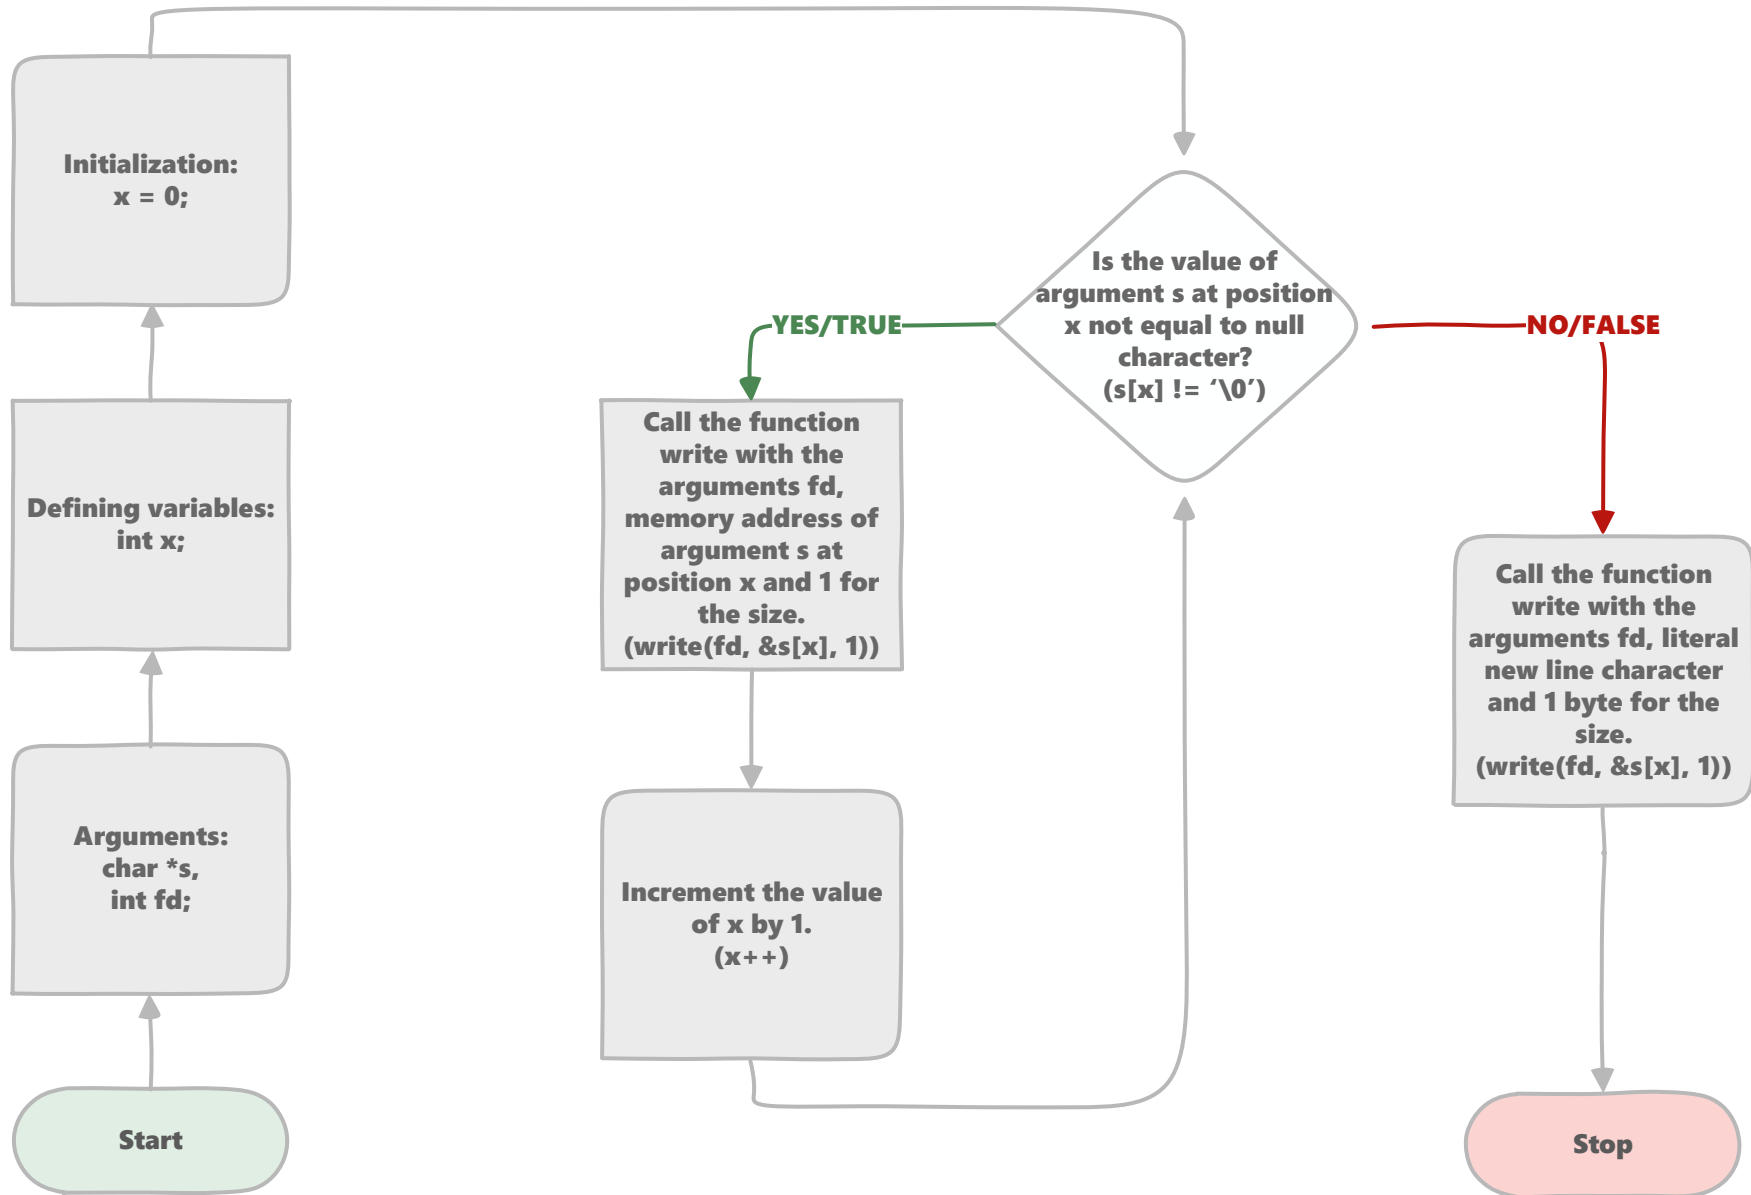 Initialization:
x = 0;
Defining variables:
int x;
Arguments:
char *s,
int fd;
Start
Is the value of
argument s at position
x not equal to null
character?
(s[x] != ‘\0’)
YES/TRUE
NO/FALSE
Call the function
write with the
arguments fd,
memory address of
argument s at
position x and 1 for
the size.
(write(fd, &s[x], 1))
Increment the value
of x by 1.
(x++)
Call the function
write with the
arguments fd, literal
new line character
and 1 byte for the
size.
(write(fd, &s[x], 1))
Stop